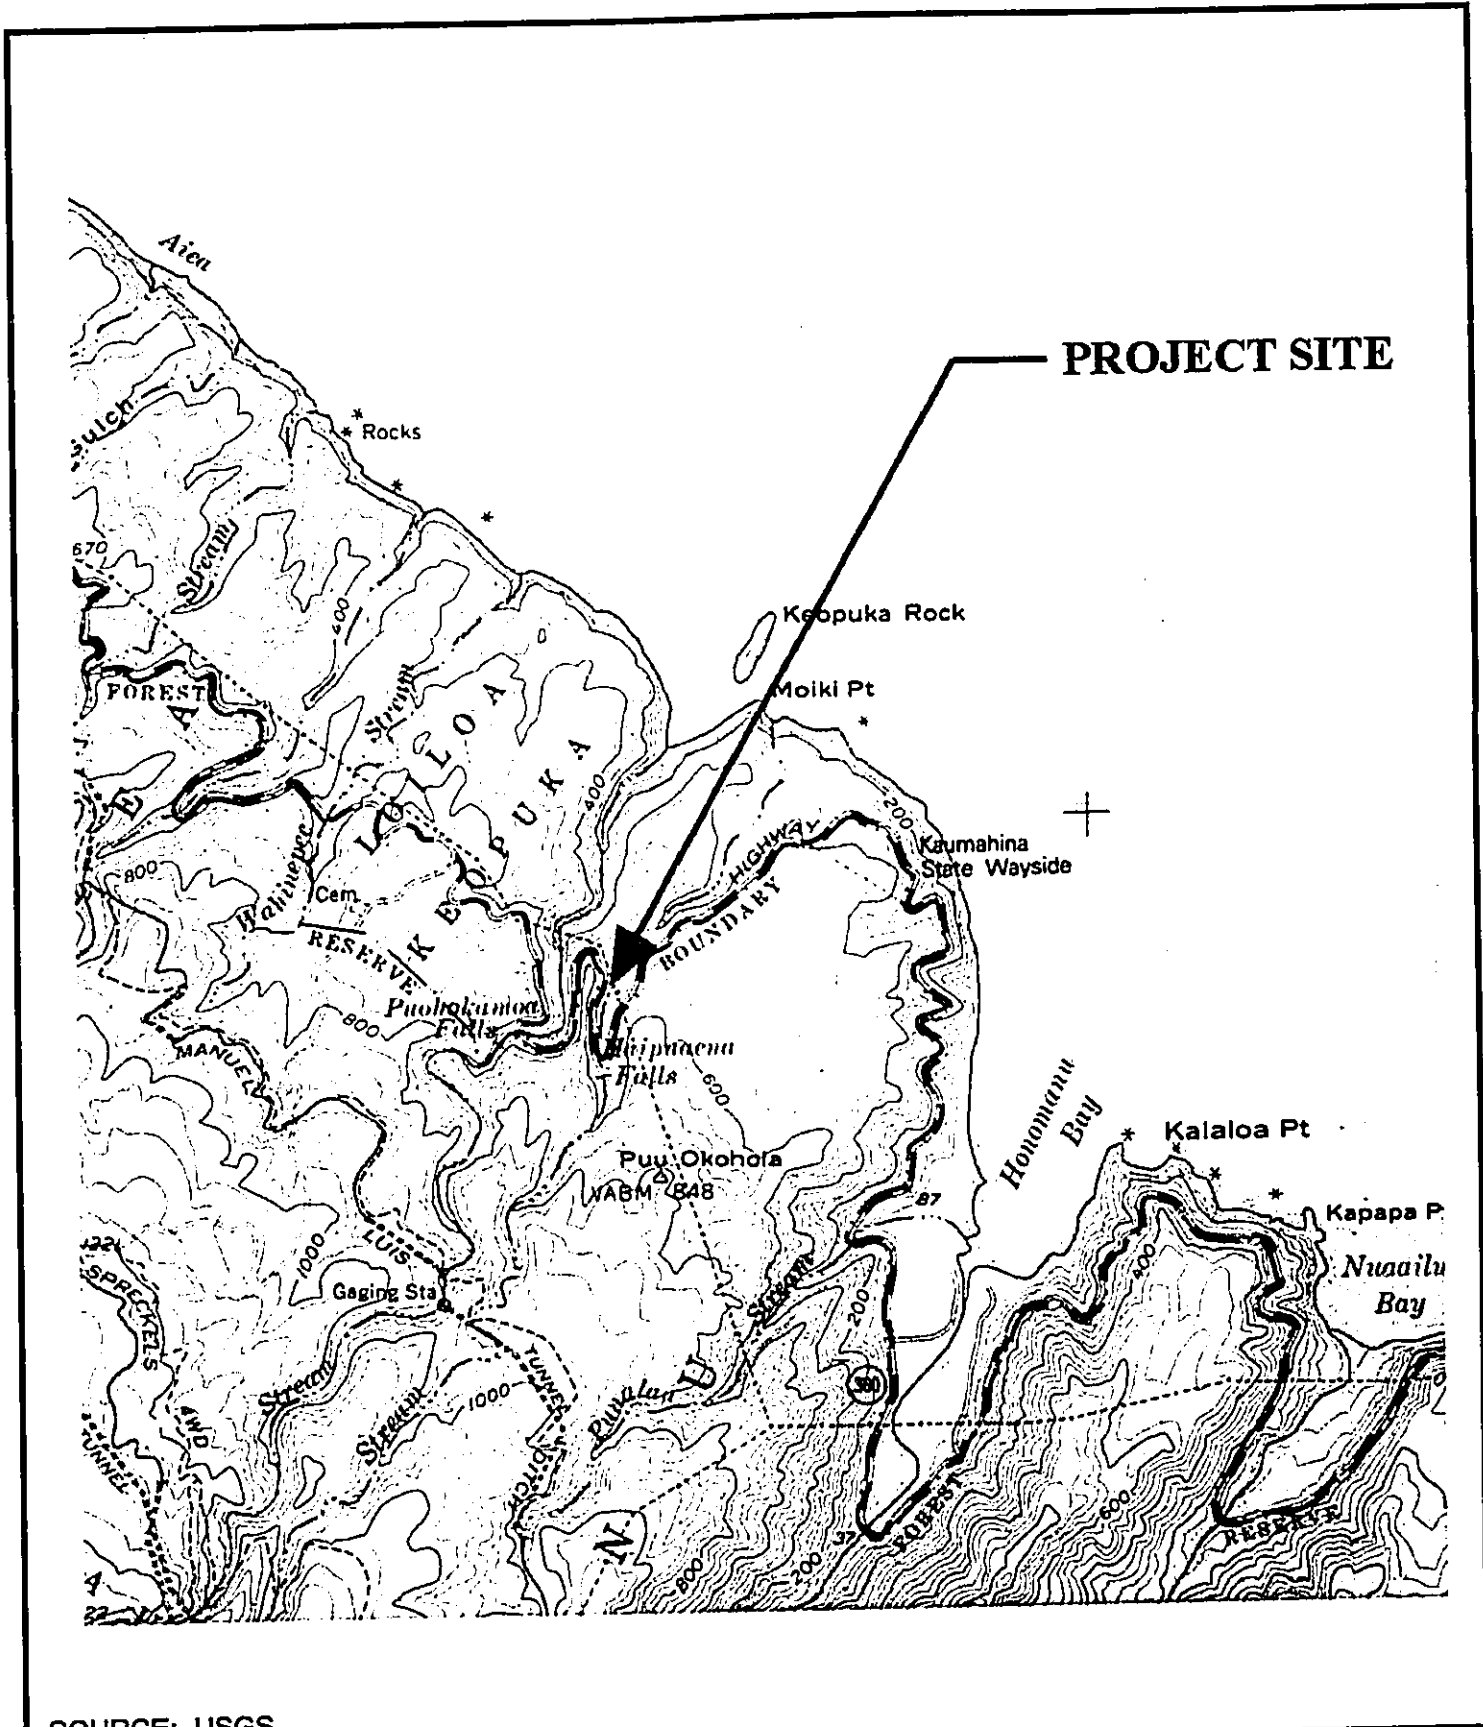 Aiea
PROJECT SITE
Gulch
Rocks
Stream
670
400
Keopuka Rock
Moiki Pt
FOREST
Stream
LOILOA
KEOPUKA
400
200
HIGHWAY
Kaumahina
State Wayside
E A
800
Wahinepee
Cem
BOUNDARY
RESERVE
Puohokamoa
Falls
800
MANUEL
Haipuaena
Falls
600
Honomanu
Bay
Kalaloa Pt
Puu Okohola
VABM 848
87
Kapapa P
LUIS
1000
400
Nuaailu
Bay
SPRECKELS
Gaging Sta
Stream
200
TUNNEL
360
Stream
Stream
1000
Punalau
U
4WD
TUNNEL
DITCH
FOREST
600
RESERVE
37
N
800
200
SOURCE: USGS